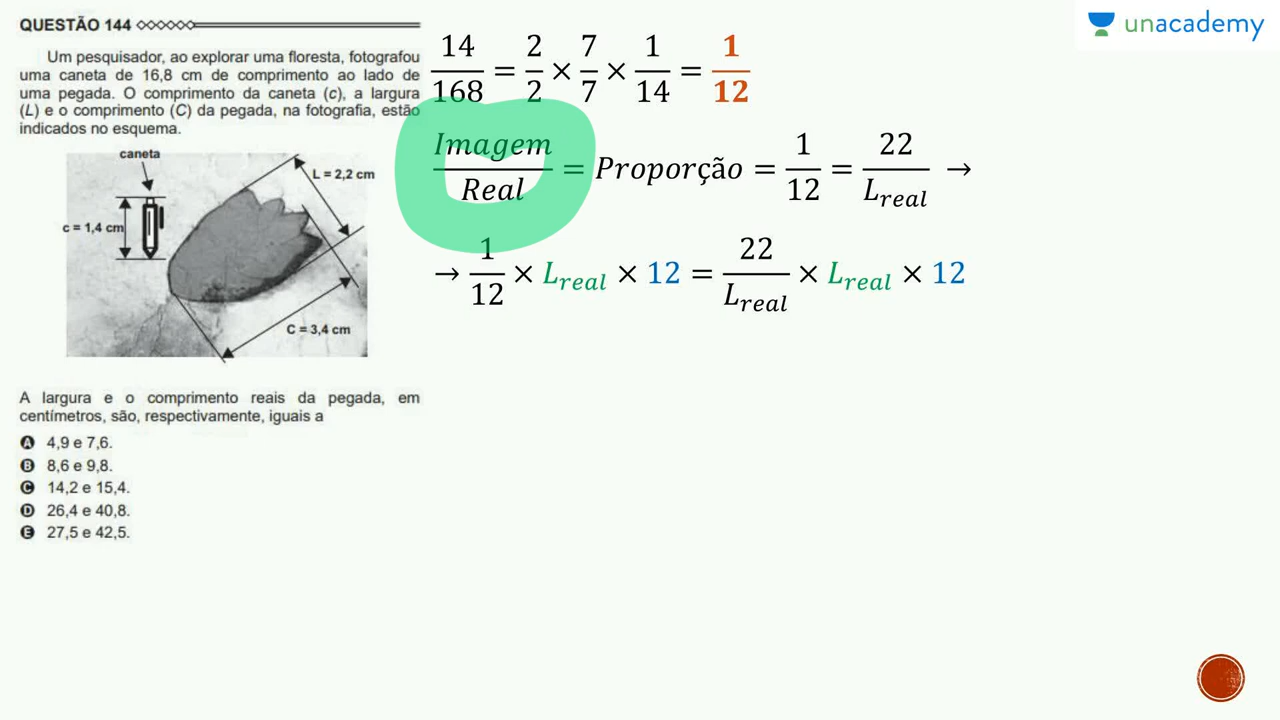 QUESTÃO 144
Um pesquisador, ao explorar uma floresta, fotografou
uma caneta de 16,8 cm de comprimento ao lado de
uma pegada. O comprimento da caneta (c), a largura
(L) e o comprimento (C) da pegada, na fotografia, estão
indicados no esquema.
caneta
L = 2,2 cm
c = 1,4 cm
C = 3,4 cm
A largura e o comprimento reais da pegada, em
centímetros, são, respectivamente, iguais a
A 4,9 e 7,6.
B 8,6 e 9,8.
C 14,2 e 15,4.
D 26,4 e 40,8.
E 27,5 e 42,5.
unacademy
14/168 = 2/2 × 7/7 × 1/14 = 1/12
Imagem/Real = Proporção = 1/12 = 22/L_real →
→ 1/12 × L_real × 12 = 22/L_real × L_real × 12